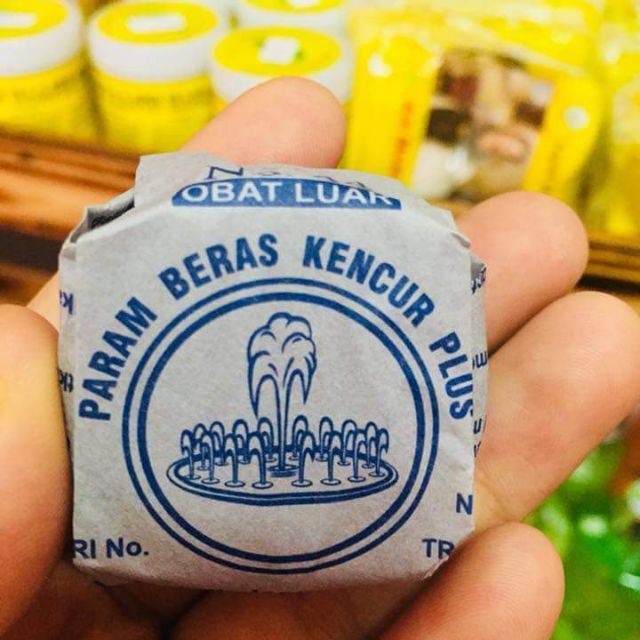 OBAT LUAR
PARAM BERAS KENCUR PLUS
RI No.
TR
N